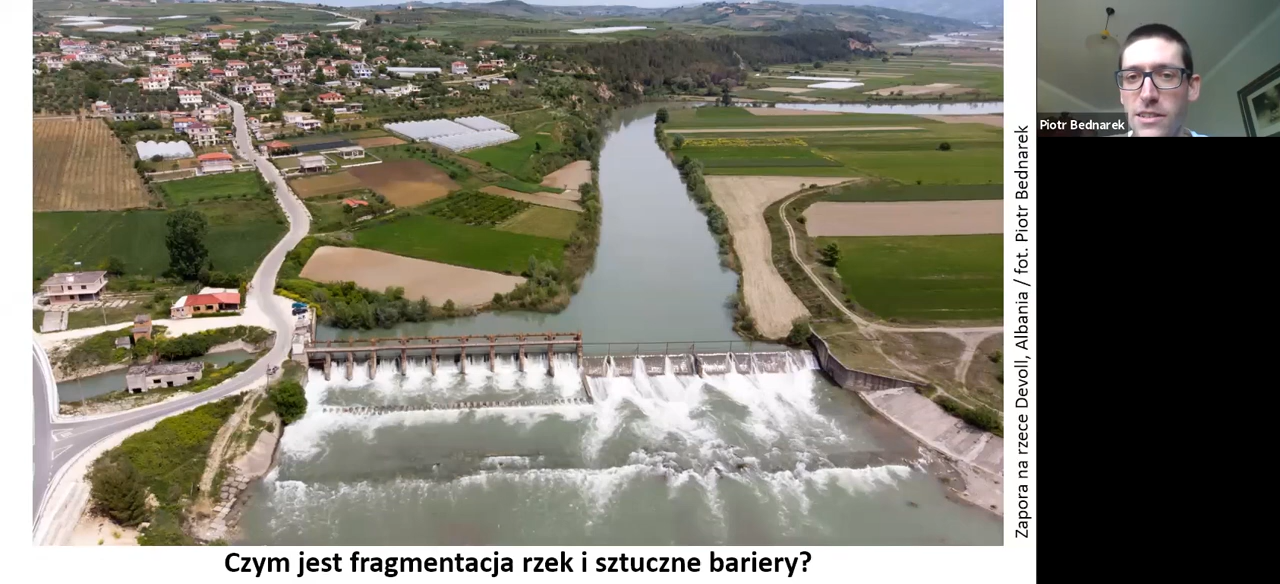 Piotr Bednarek
Zapora na rzece Devoll, Albania / fot. Piotr Bednarek
Czym jest fragmentacja rzek i sztuczne bariery?